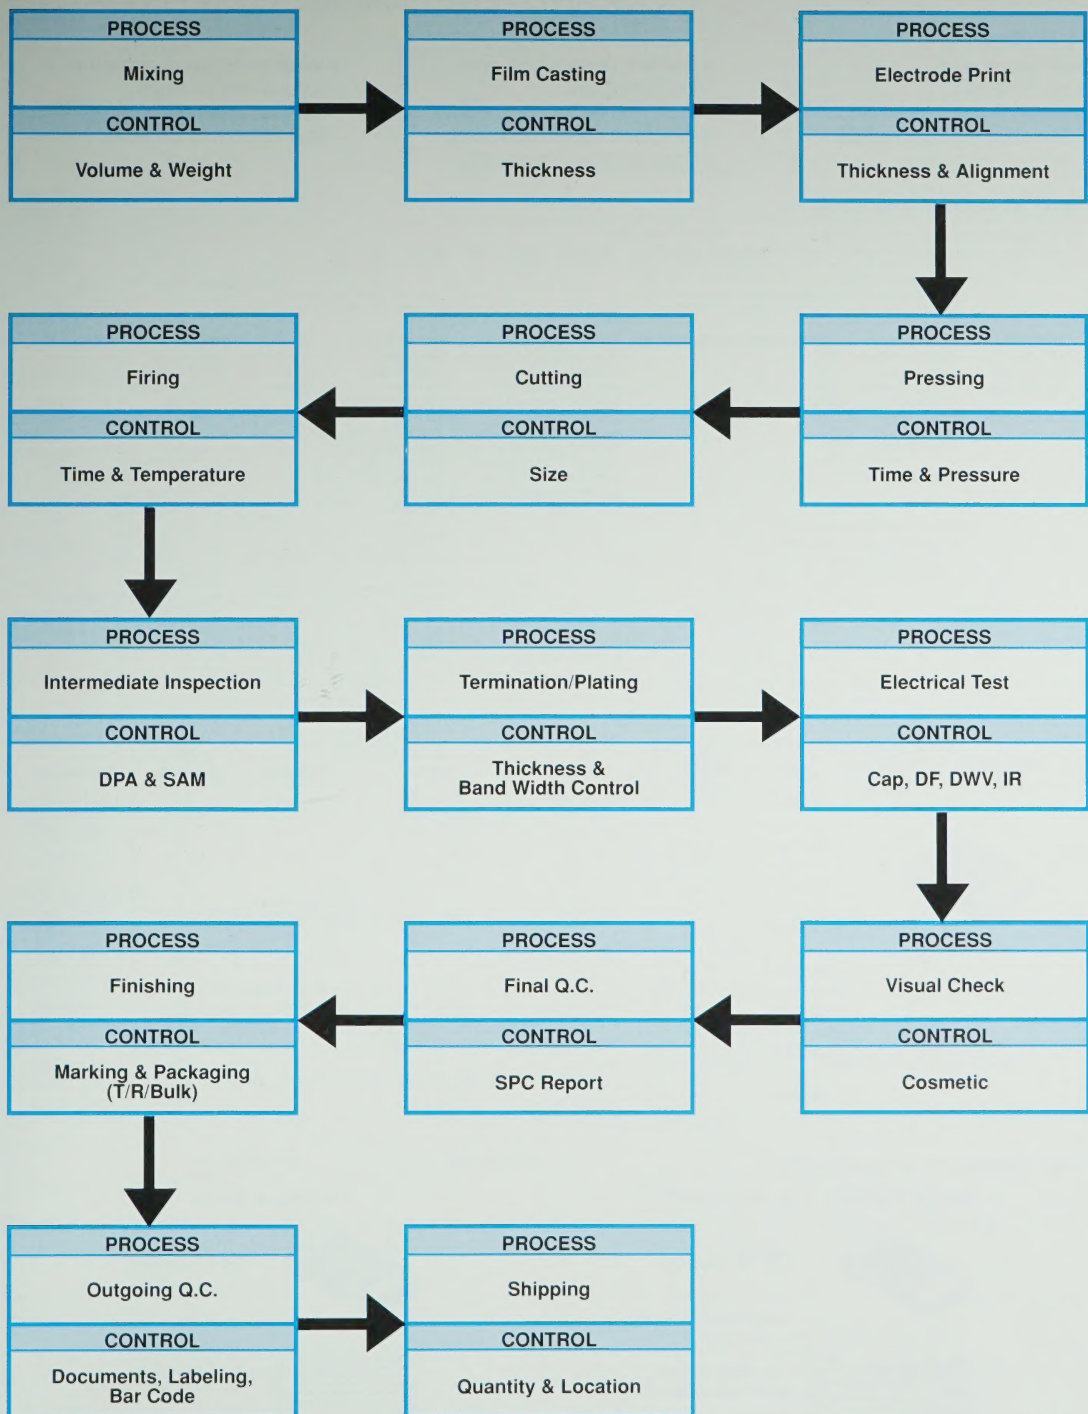 PROCESS
Mixing
CONTROL
Volume & Weight
PROCESS
Film Casting
CONTROL
Thickness
PROCESS
Electrode Print
CONTROL
Thickness & Alignment
PROCESS
Pressing
CONTROL
Time & Pressure
PROCESS
Cutting
CONTROL
Size
PROCESS
Firing
CONTROL
Time & Temperature
PROCESS
Intermediate Inspection
CONTROL
DPA & SAM
PROCESS
Termination/Plating
CONTROL
Thickness &
Band Width Control
PROCESS
Electrical Test
CONTROL
Cap, DF, DWV, IR
PROCESS
Visual Check
CONTROL
Cosmetic
PROCESS
Final Q.C.
CONTROL
SPC Report
PROCESS
Finishing
CONTROL
Marking & Packaging
(T/R/Bulk)
PROCESS
Outgoing Q.C.
CONTROL
Documents, Labeling,
Bar Code
PROCESS
Shipping
CONTROL
Quantity & Location